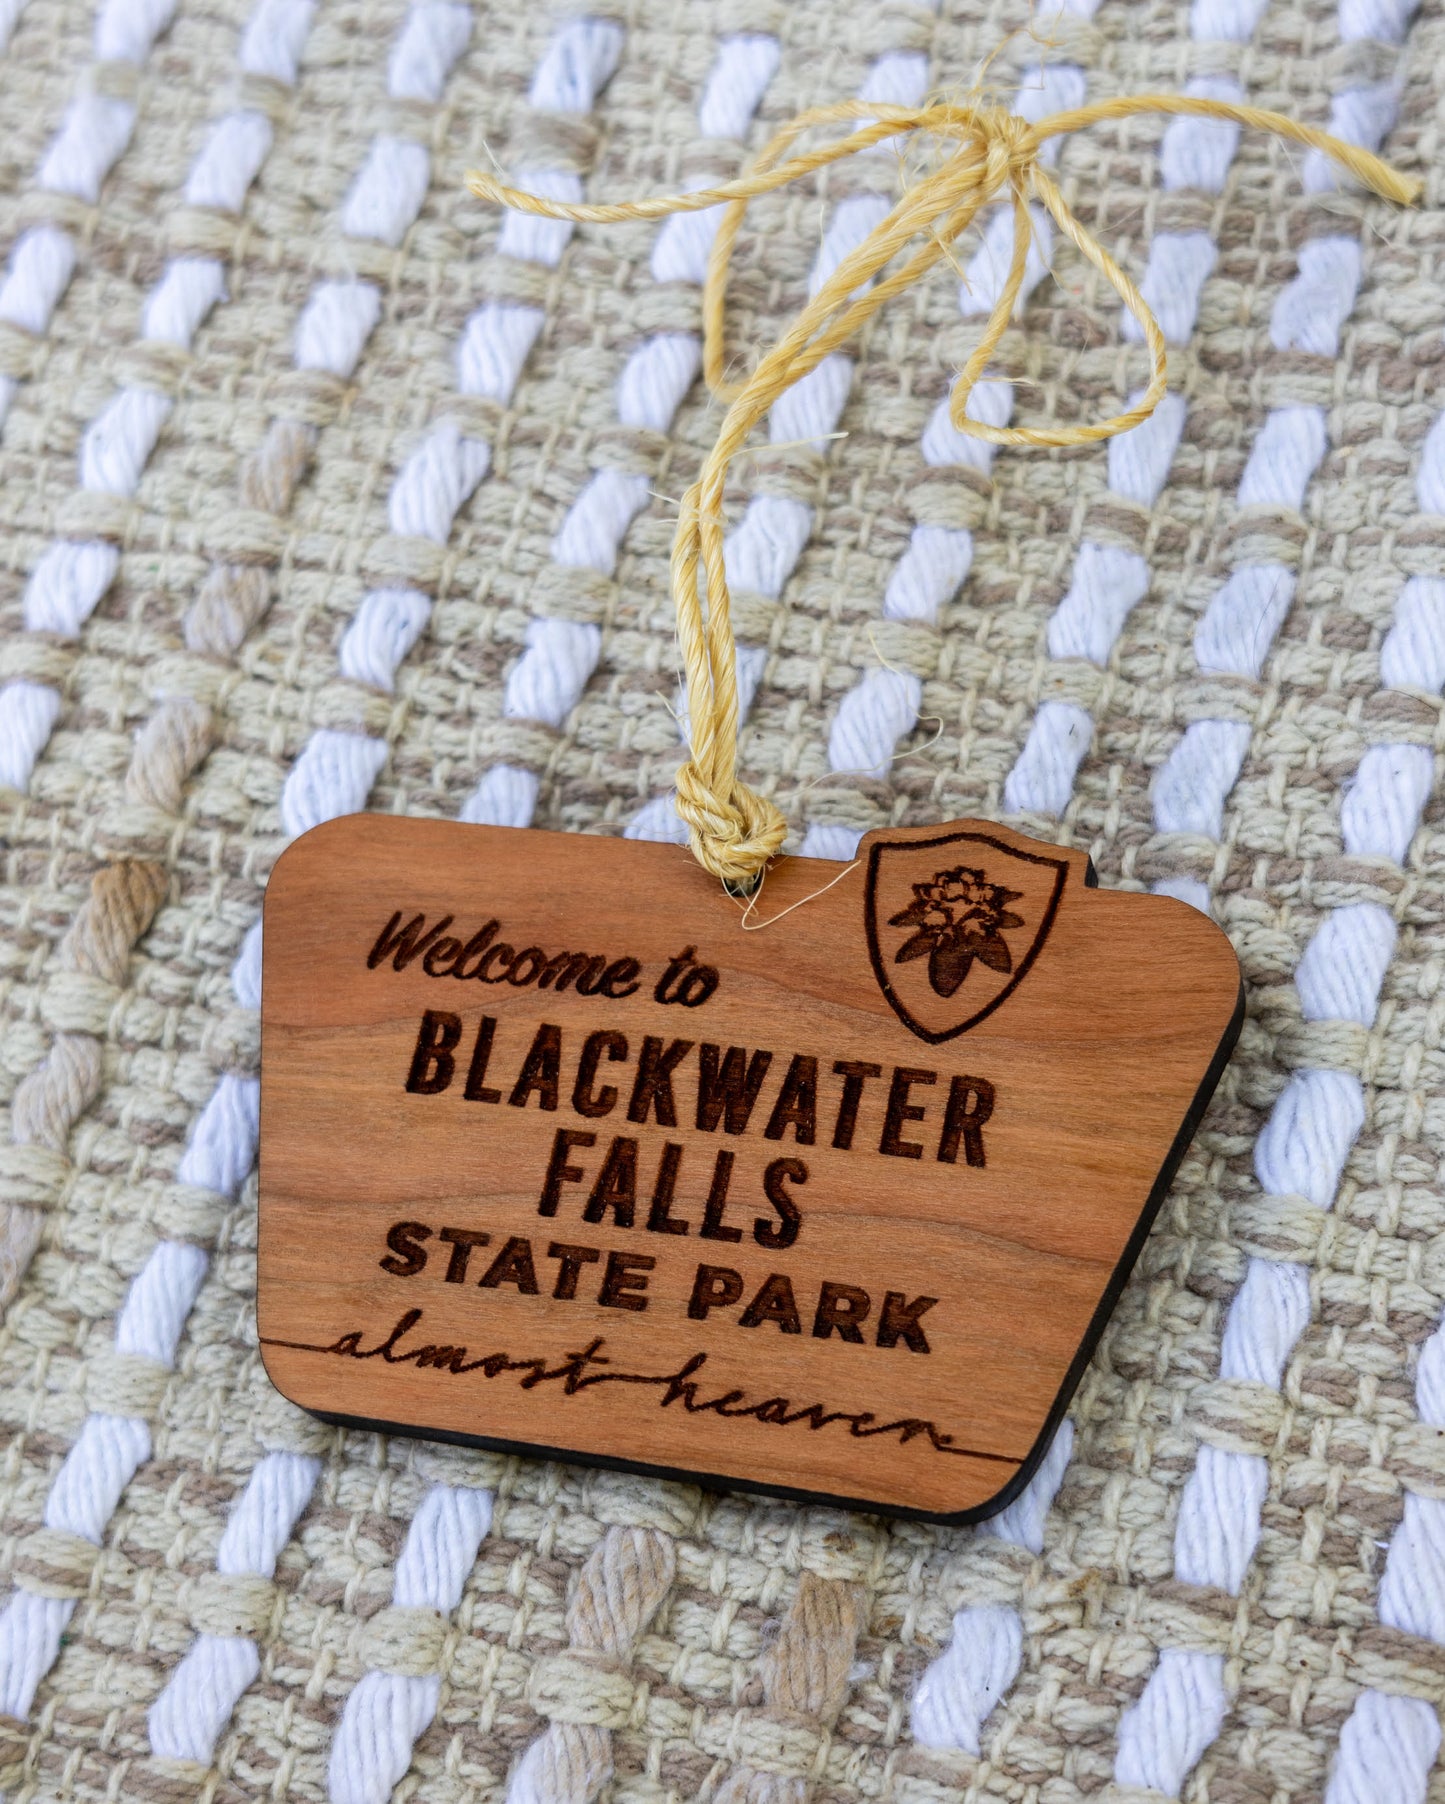 Welcome to
BLACKWATER
FALLS
STATE PARK
almost heaven